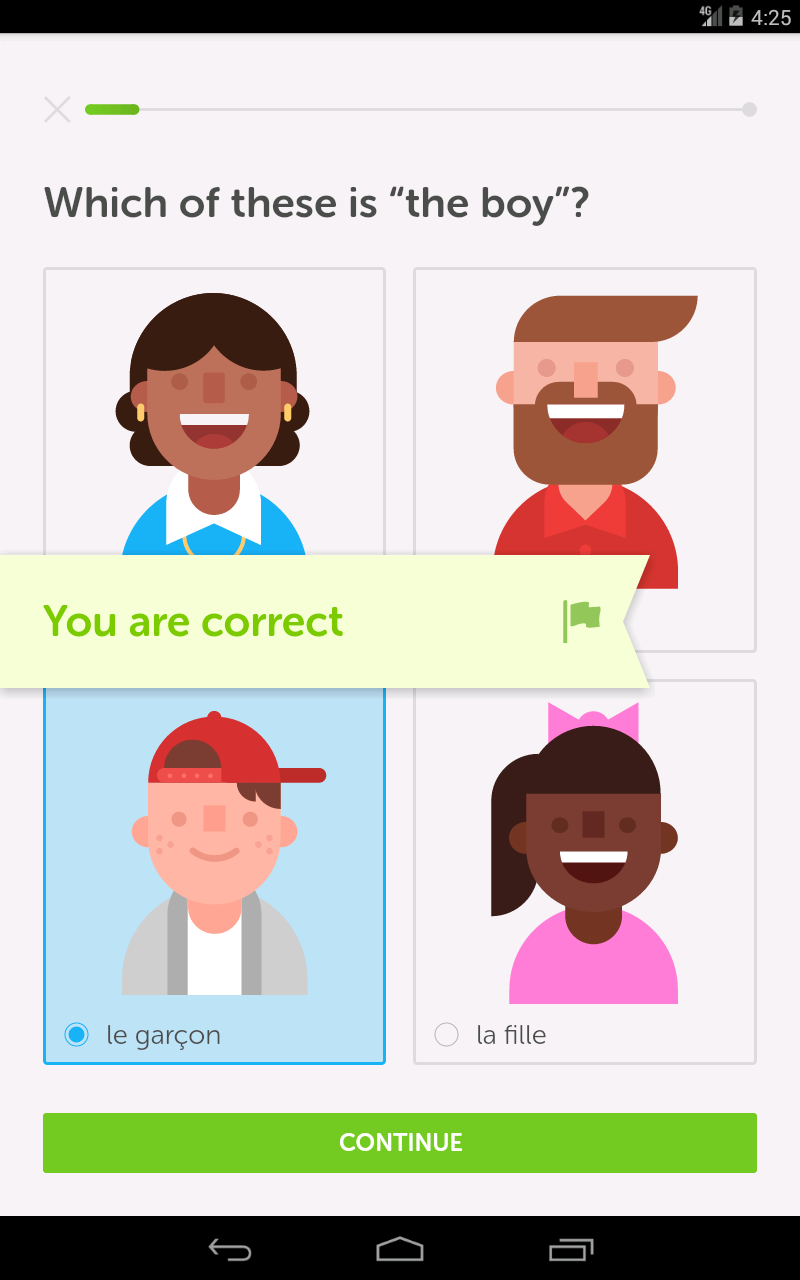 4G 4:25
Which of these is “the boy”?
You are correct
le garçon
la fille
CONTINUE